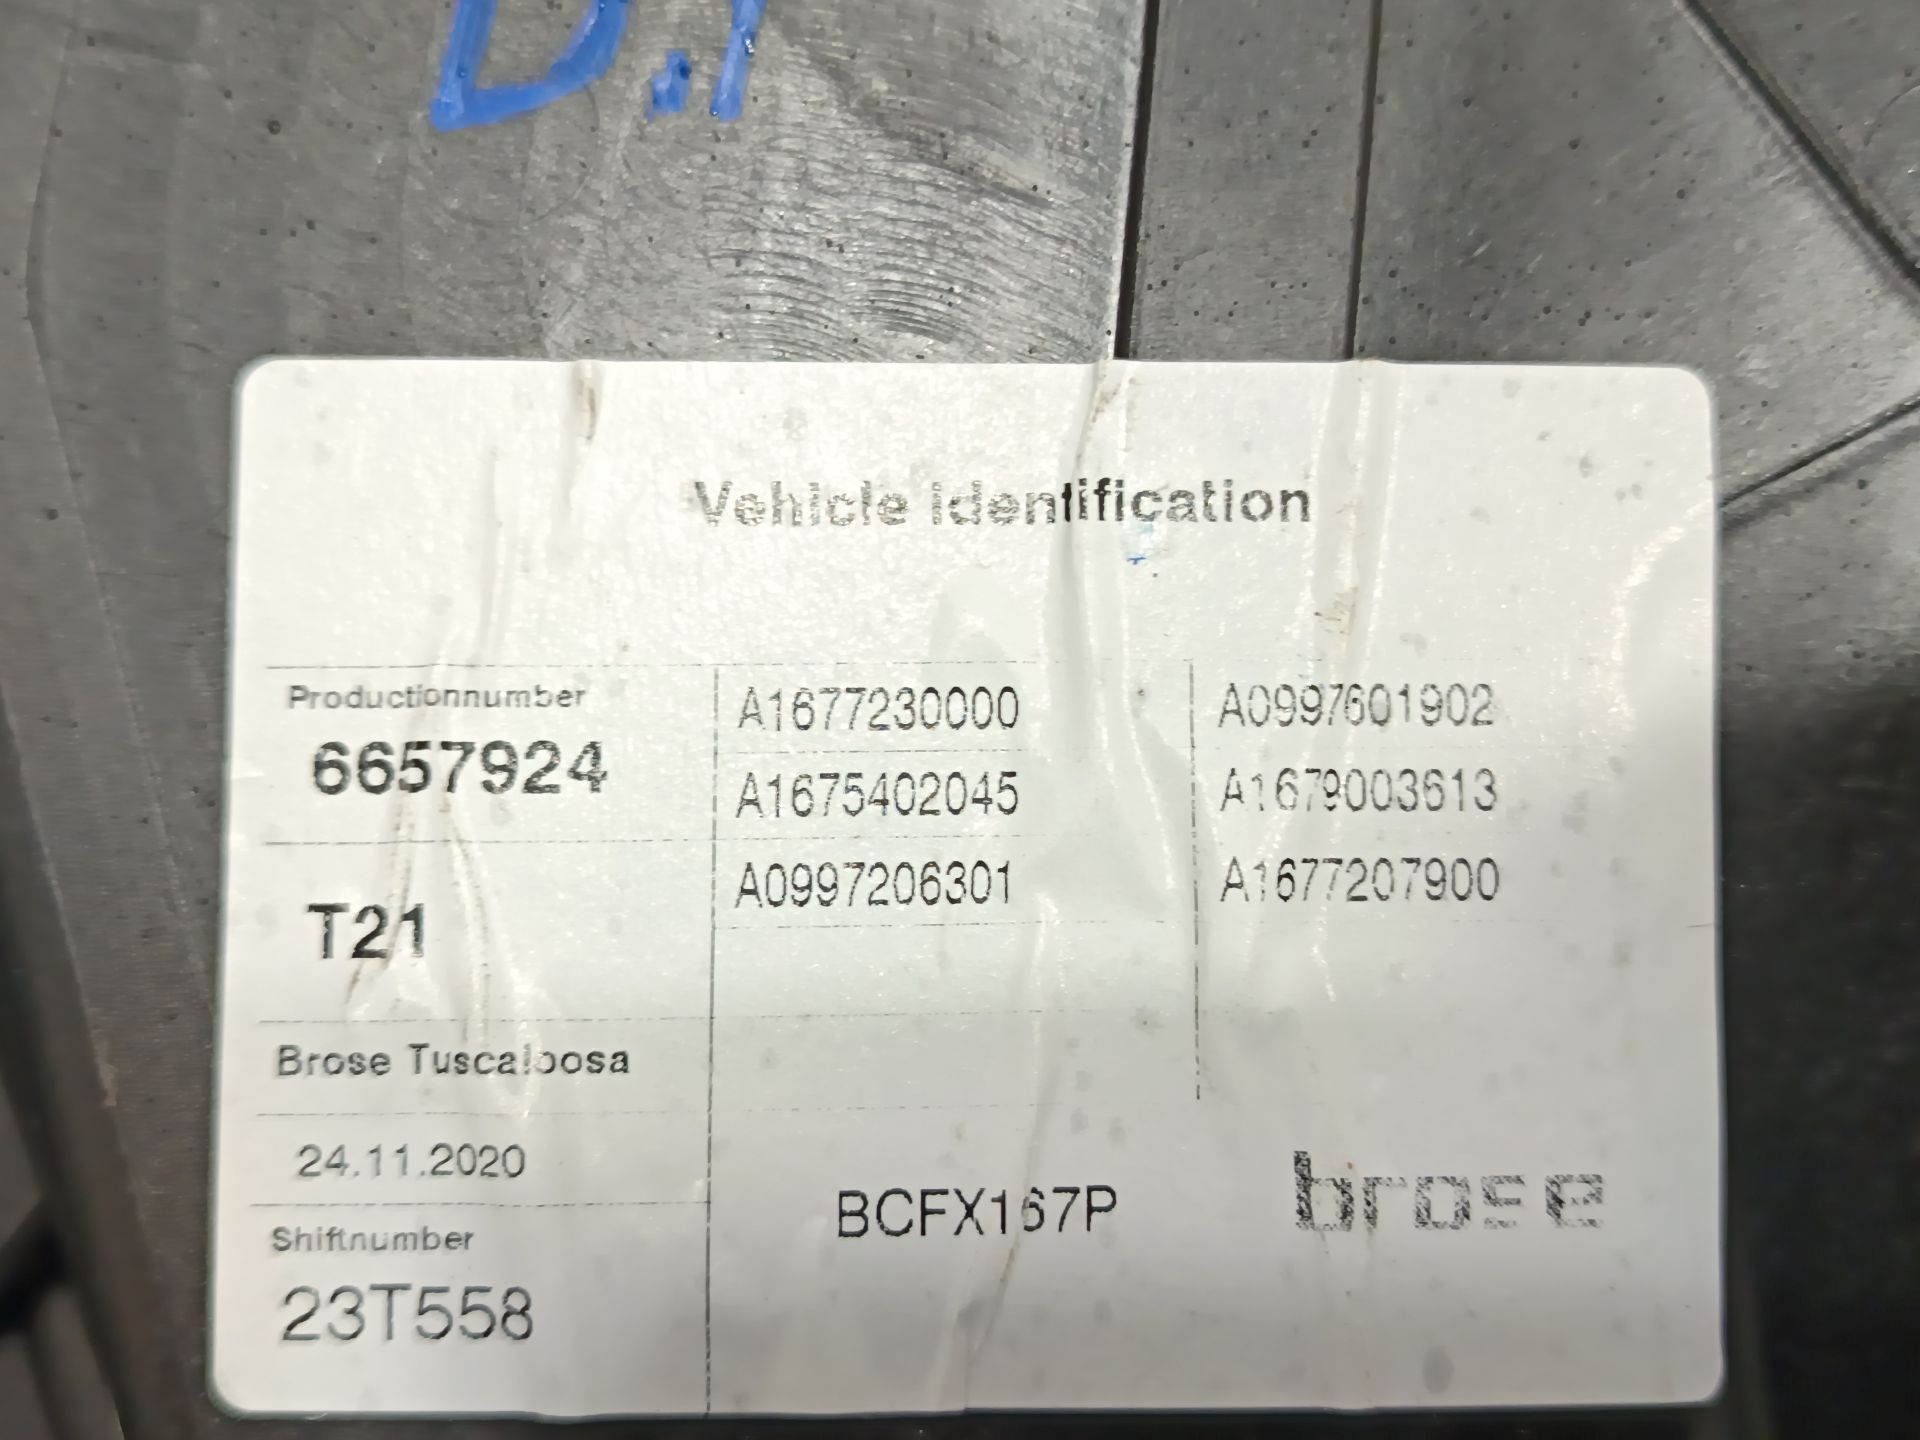 Vehicle identification
Productionnumber
6657924
T21
Brose Tuscaloosa
24.11.2020
Shiftnumber
23T558
A1677230000
A1675402045
A0997206301
A0997601902
A1679003613
A1677207900
BCFX167P
brose